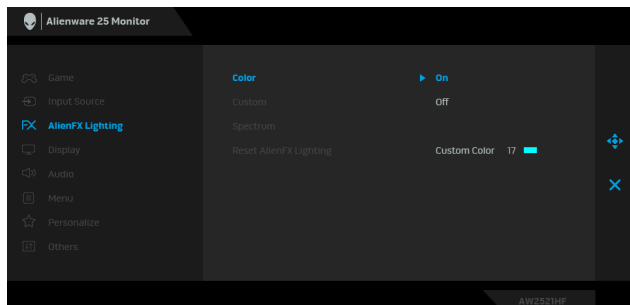 Alienware 25 Monitor
Game
Color
On
Input Source
Custom
Off
FX AlienFX Lighting
Spectrum
Display
Reset AlienFX Lighting
Custom Color 17
Audio
Menu
Personalize
Others
AW2521HF